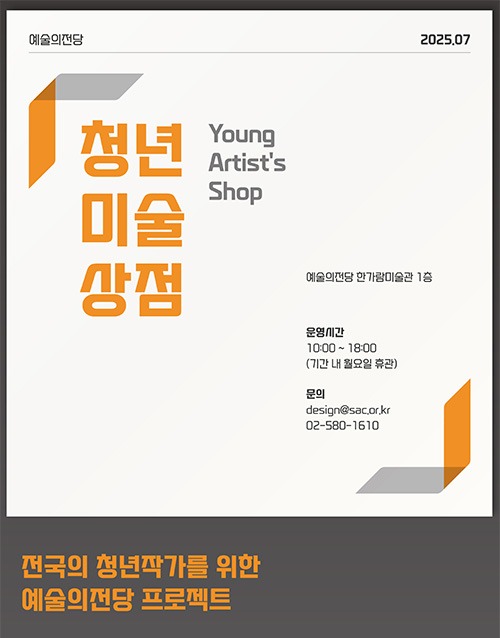 예술의전당
2025.07
청년
미술
상점
Young
Artist's
Shop
예술의전당 한가람미술관 1층
운영시간
10:00 ~ 18:00
(기간 내 월요일 휴관)
문의
design@sac.or.kr
02-580-1610
전국의 청년작가를 위한
예술의전당 프로젝트